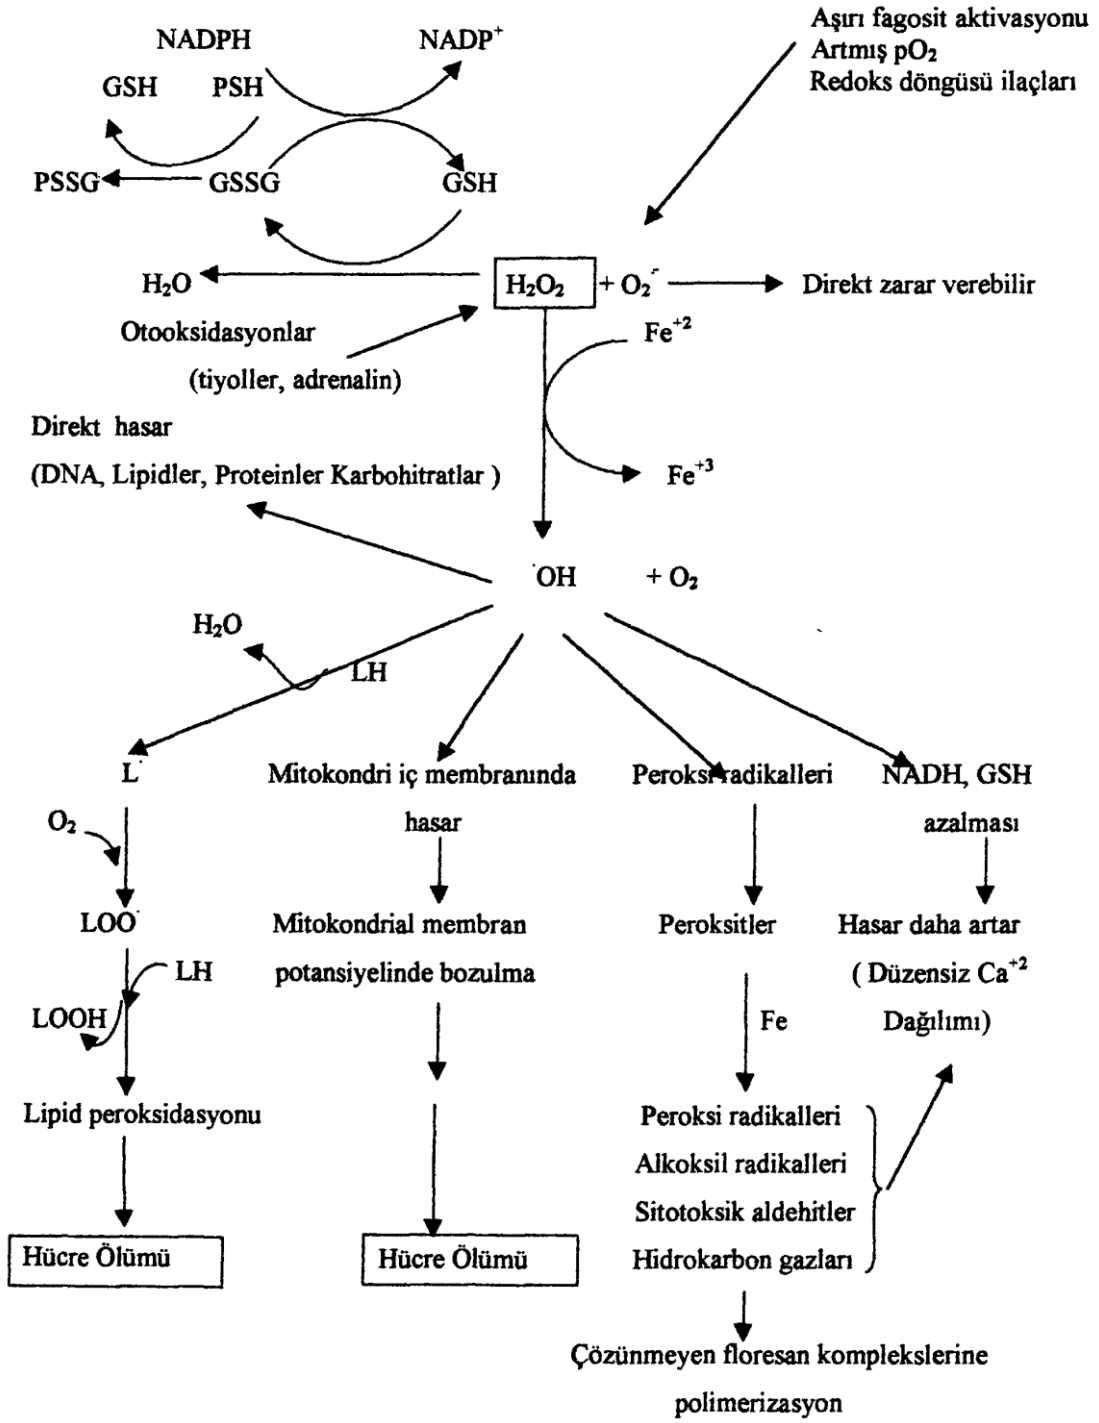 Aşırı fagosit aktivasyonu
NADPH NADP⁺ Artmış pO₂
GSH PSH Redoks döngüsü ilaçları
PSSG GSSG GSH
H₂O H₂O₂ + O₂˙⁻ Direkt zarar verebilir
Otooksidasyonlar Fe⁺²
(tiyoller, adrenalin)
Direkt hasar
(DNA, Lipidler, Proteinler Karbohitratlar ) Fe⁺³
˙OH + O₂
H₂O
LH
L˙ Mitokondri iç membranında Peroksi radikalleri NADH, GSH
O₂ hasar azalması
LOO˙ Mitokondrial membran Peroksitler Hasar daha artar
LH potansiyelinde bozulma ( Düzensiz Ca⁺²
LOOH Fe Dağılımı)
Lipid peroksidasyonu Peroksi radikalleri
Alkoksil radikalleri
Sitotoksik aldehitler
Hücre Ölümü Hücre Ölümü Hidrokarbon gazları
Çözünmeyen floresan komplekslerine
polimerizasyon